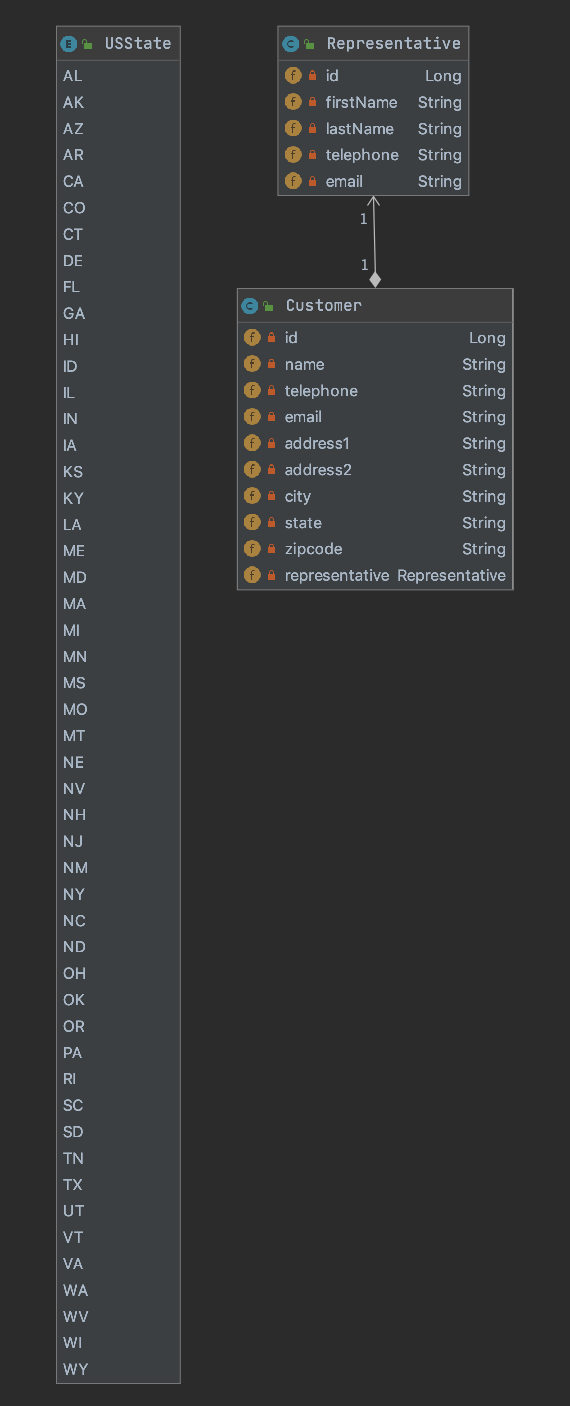 E USState
AL
AK
AZ
AR
CA
CO
CT
DE
FL
GA
HI
ID
IL
IN
IA
KS
KY
LA
ME
MD
MA
MI
MN
MS
MO
MT
NE
NV
NH
NJ
NM
NY
NC
ND
OH
OK
OR
PA
RI
SC
SD
TN
TX
UT
VT
VA
WA
WV
WI
WY
C Representative
f id Long
f firstName String
f lastName String
f telephone String
f email String
1
1
C Customer
f id Long
f name String
f telephone String
f email String
f address1 String
f address2 String
f city String
f state String
f zipcode String
f representative Representative